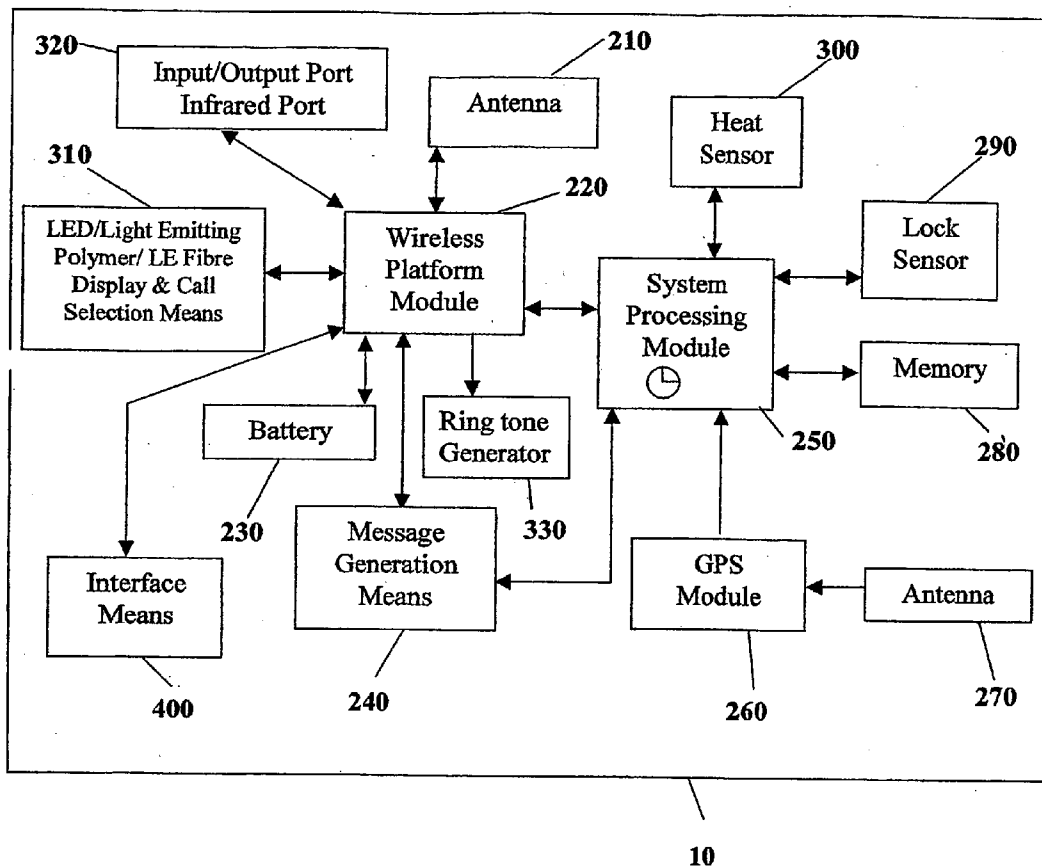 320
Input/Output Port
Infrared Port
210
Antenna
300
Heat
Sensor
290
Lock
Sensor
310
LED/Light Emitting
Polymer/ LE Fibre
Display & Call
Selection Means
220
Wireless
Platform
Module
System
Processing
Module
250
Memory
280
Battery
230
Ring tone
Generator
330
Message
Generation
Means
240
Interface
Means
400
GPS
Module
260
Antenna
270
10